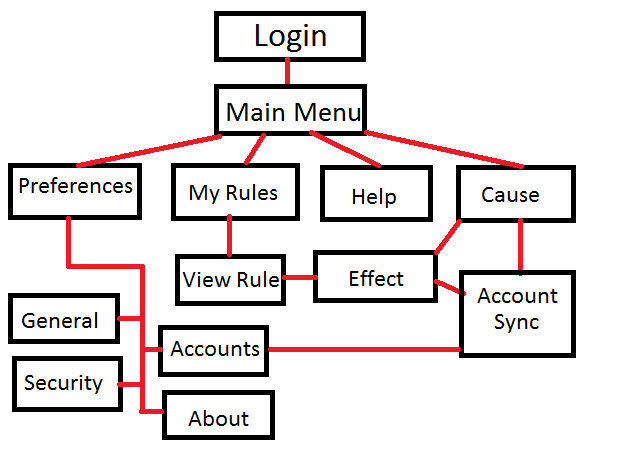 Login
Main Menu
Preferences
My Rules
Help
Cause
View Rule
Effect
Account
Sync
General
Accounts
Security
About